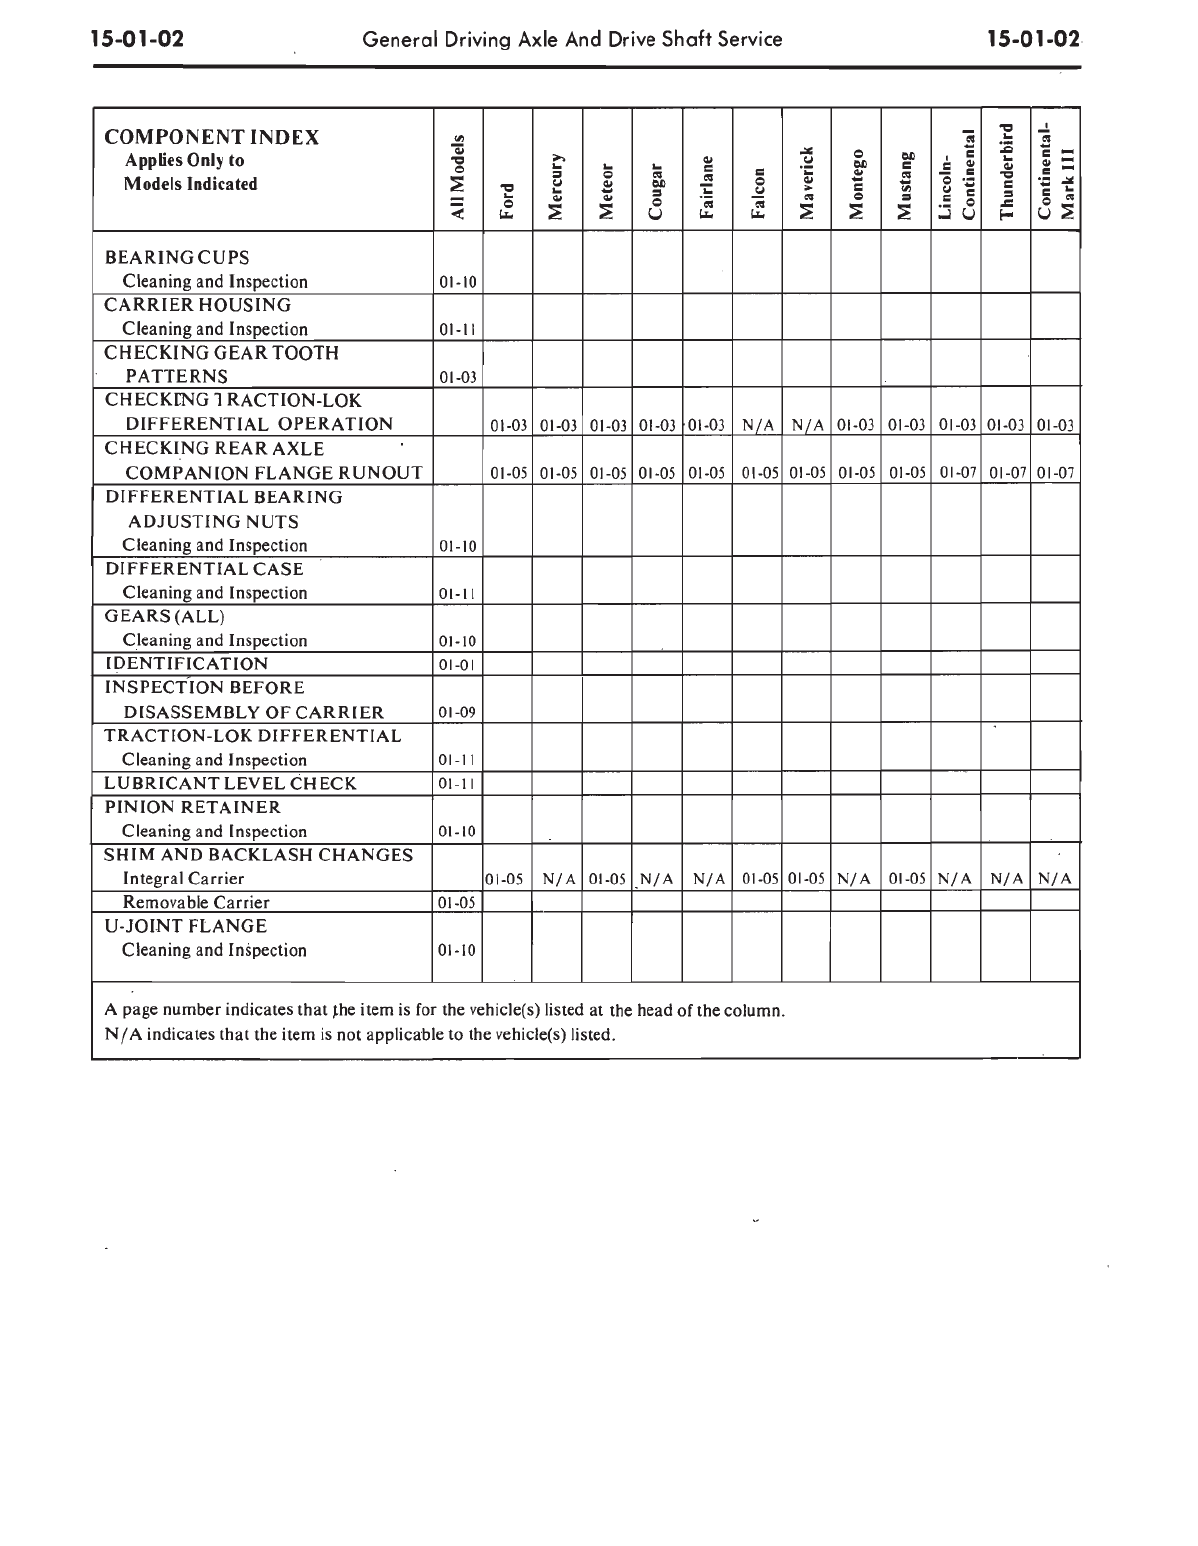 15-01-02 General Driving Axle And Drive Shaft Service 15-01-02
COMPONENT INDEX
Applies Only to
Models Indicated
All Models
Ford
Mercury
Meteor
Cougar
Fairlane
Falcon
Maverick
Montego
Mustang
Lincoln-
Continental
Thunderbird
Continental-
Mark III
BEARING CUPS
Cleaning and Inspection 01-10
CARRIER HOUSING
Cleaning and Inspection 01-11
CHECKING GEAR TOOTH
PATTERNS 01-03
CHECKING TRACTION-LOK
DIFFERENTIAL OPERATION 01-03 01-03 01-03 01-03 01-03 N/A N/A 01-03 01-03 01-03 01-03 01-03
CHECKING REAR AXLE
COMPANION FLANGE RUNOUT 01-05 01-05 01-05 01-05 01-05 01-05 01-05 01-05 01-05 01-07 01-07 01-07
DIFFERENTIAL BEARING
ADJUSTING NUTS
Cleaning and Inspection 01-10
DIFFERENTIAL CASE
Cleaning and Inspection 01-11
GEARS (ALL)
Cleaning and Inspection 01-10
IDENTIFICATION 01-01
INSPECTION BEFORE
DISASSEMBLY OF CARRIER 01-09
TRACTION-LOK DIFFERENTIAL
Cleaning and Inspection 01-11
LUBRICANT LEVEL CHECK 01-11
PINION RETAINER
Cleaning and Inspection 01-10
SHIM AND BACKLASH CHANGES
Integral Carrier 01-05 N/A 01-05 N/A N/A 01-05 01-05 N/A 01-05 N/A N/A N/A
Removable Carrier 01-05
U-JOINT FLANGE
Cleaning and Inspection 01-10
A page number indicates that the item is for the vehicle(s) listed at the head of the column.
N/A indicates that the item is not applicable to the vehicle(s) listed.